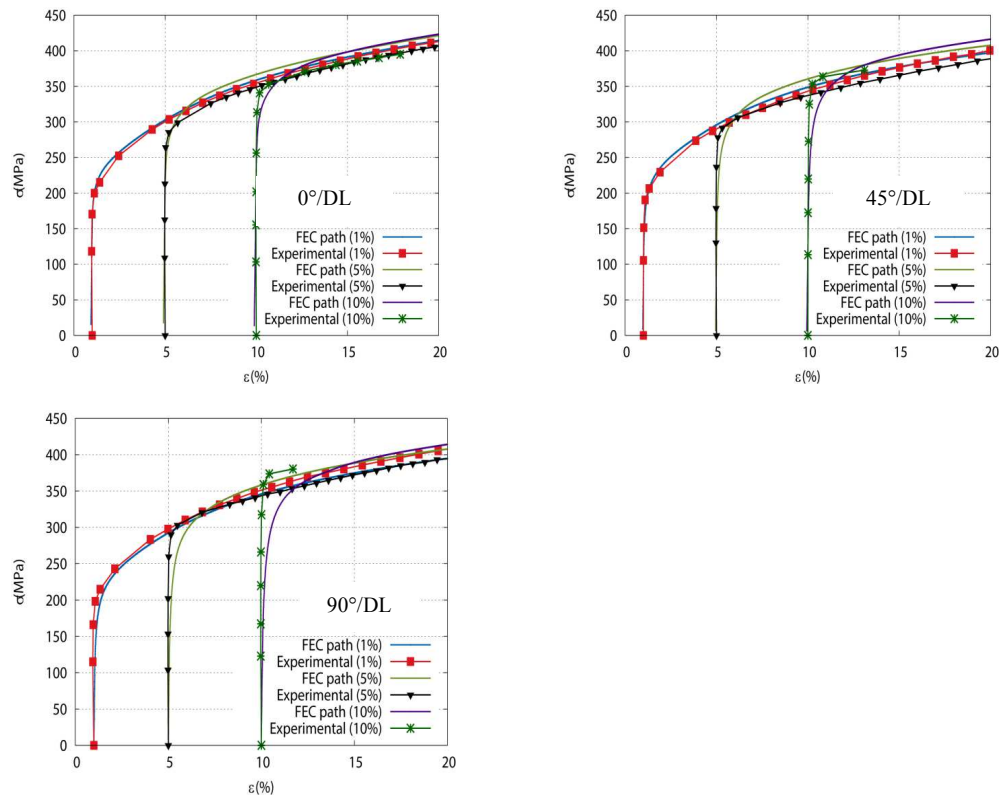 450
400
350
300
250
200
150
100
50
0
σ(MPa)
0°/DL
FEC path (1%)
Experimental (1%)
FEC path (5%)
Experimental (5%)
FEC path (10%)
Experimental (10%)
0 5 10 15 20
ε(%)
450
400
350
300
250
200
150
100
50
0
σ(MPa)
45°/DL
FEC path (1%)
Experimental (1%)
FEC path (5%)
Experimental (5%)
FEC path (10%)
Experimental (10%)
0 5 10 15 20
ε(%)
450
400
350
300
250
200
150
100
50
0
σ(MPa)
90°/DL
FEC path (1%)
Experimental (1%)
FEC path (5%)
Experimental (5%)
FEC path (10%)
Experimental (10%)
0 5 10 15 20
ε(%)